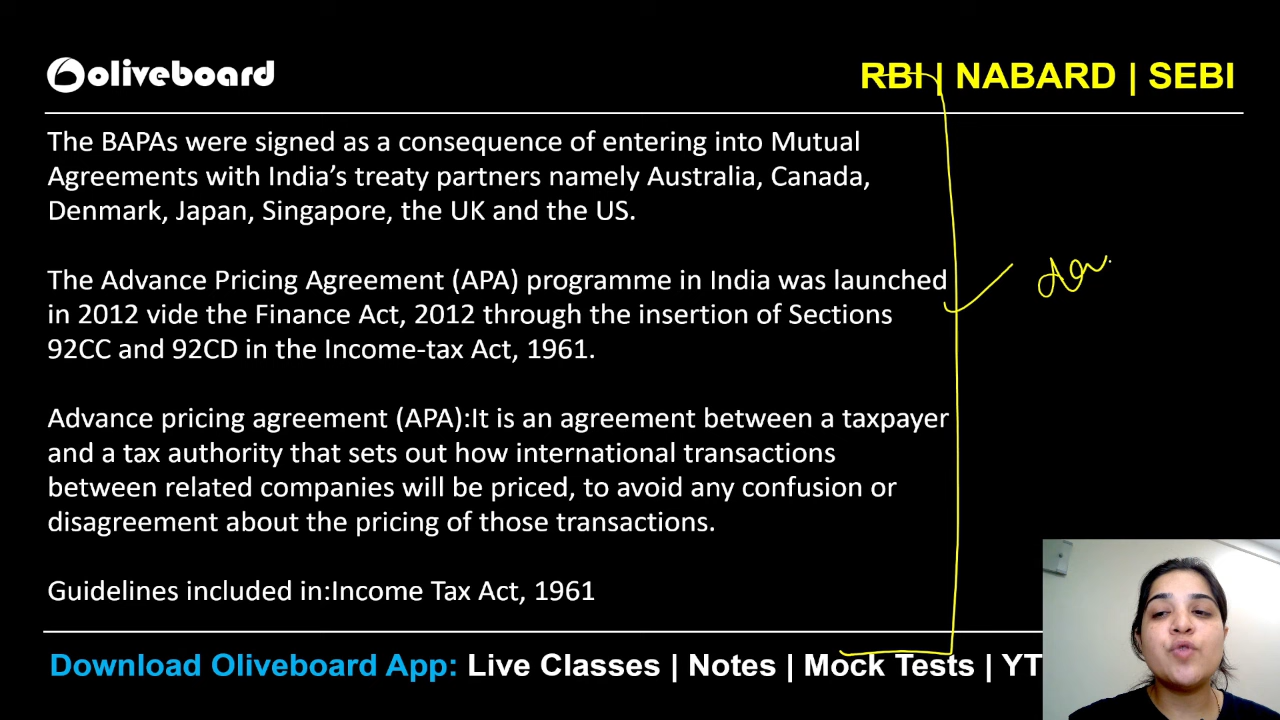 oliveboard
RBI | NABARD | SEBI
The BAPAs were signed as a consequence of entering into Mutual
Agreements with India’s treaty partners namely Australia, Canada,
Denmark, Japan, Singapore, the UK and the US.
The Advance Pricing Agreement (APA) programme in India was launched
in 2012 vide the Finance Act, 2012 through the insertion of Sections
92CC and 92CD in the Income-tax Act, 1961.
Advance pricing agreement (APA):It is an agreement between a taxpayer
and a tax authority that sets out how international transactions
between related companies will be priced, to avoid any confusion or
disagreement about the pricing of those transactions.
Guidelines included in:Income Tax Act, 1961
Download Oliveboard App: Live Classes | Notes | Mock Tests | YT